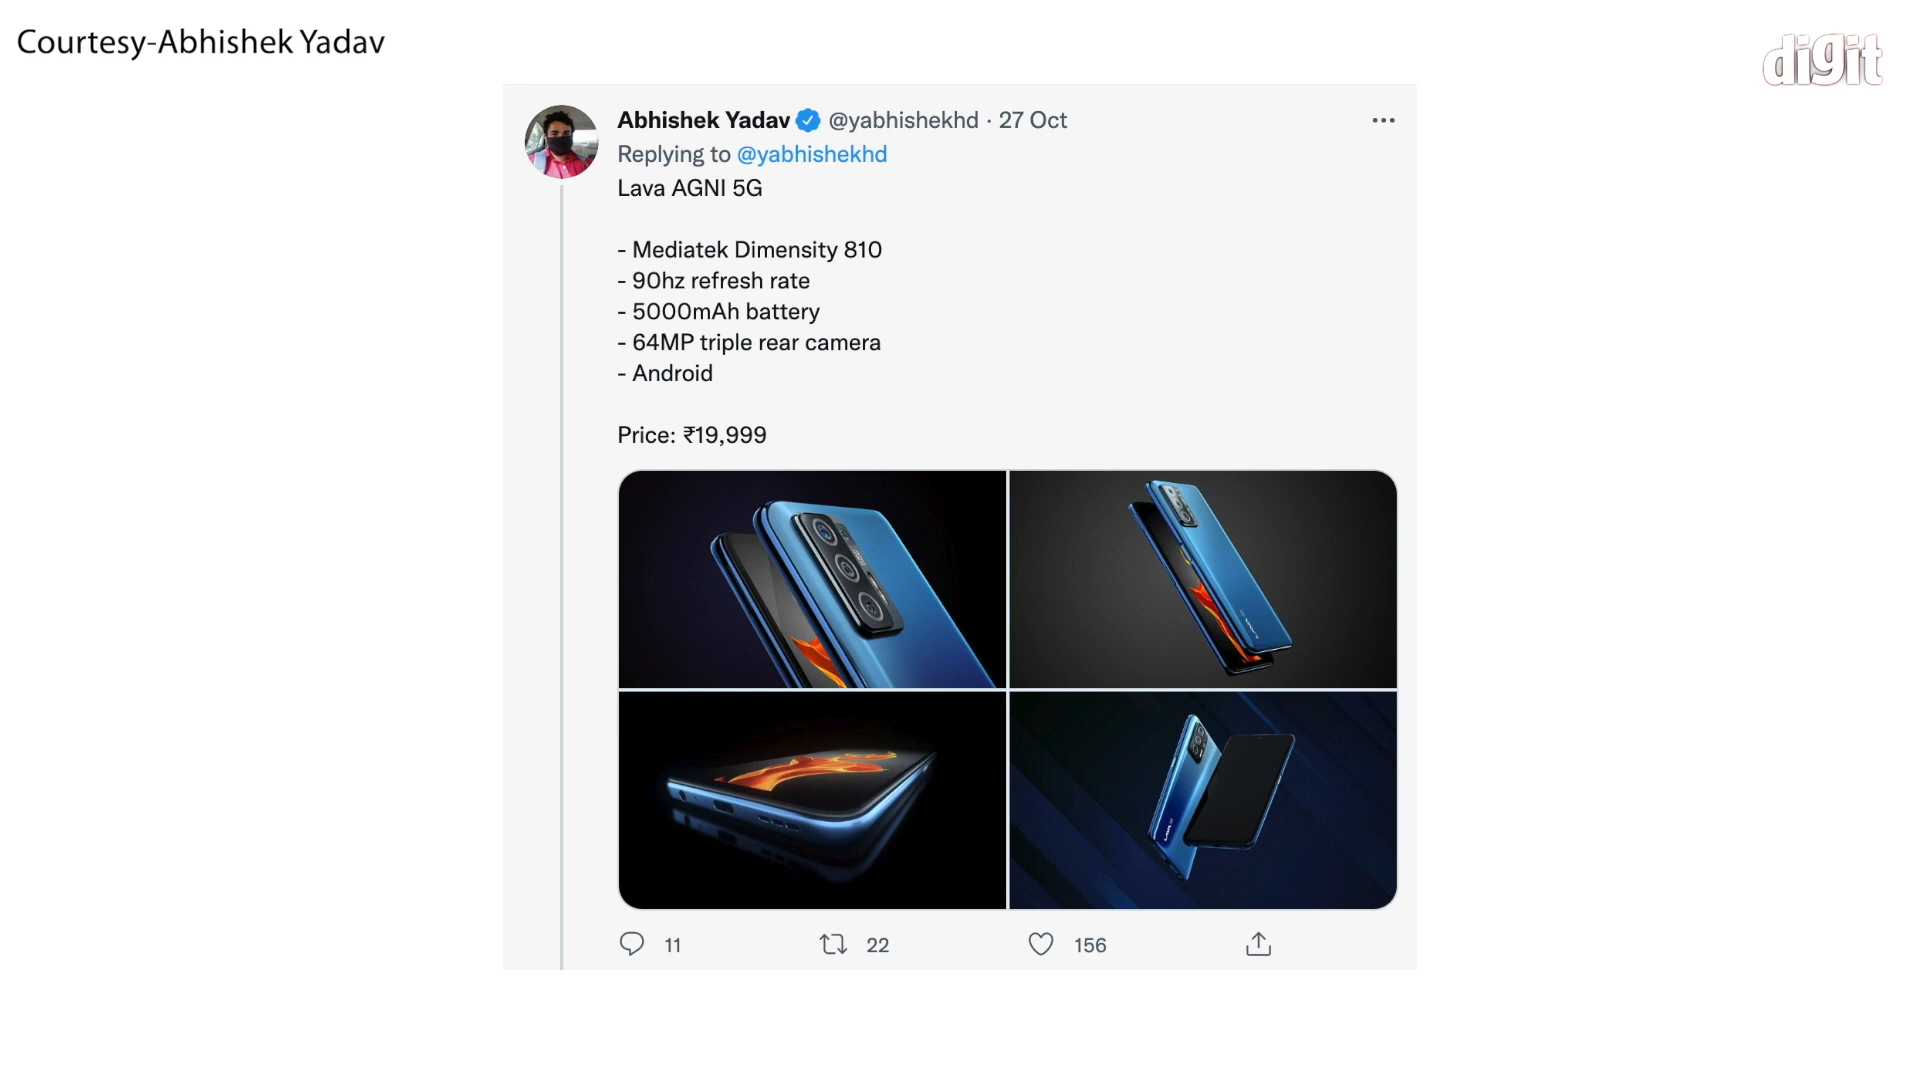 Courtesy-Abhishek Yadav
digit
Abhishek Yadav @yabhishekhd · 27 Oct
Replying to @yabhishekhd
Lava AGNI 5G
- Mediatek Dimensity 810
- 90hz refresh rate
- 5000mAh battery
- 64MP triple rear camera
- Android
Price: ₹19,999
11 22 156